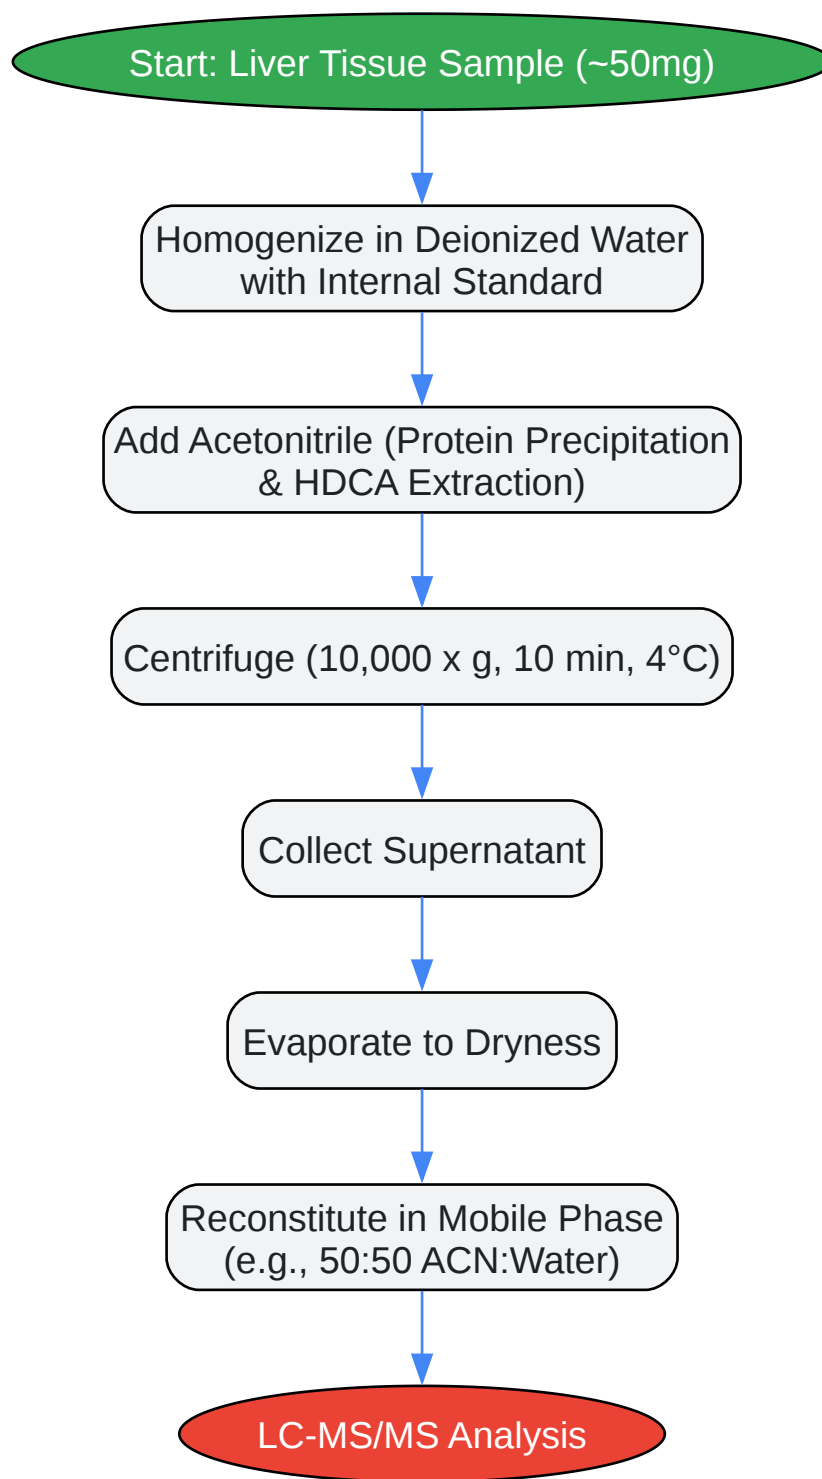 Start: Liver Tissue Sample (~50mg)
Homogenize in Deionized Water
with Internal Standard
Add Acetonitrile (Protein Precipitation
& HDCA Extraction)
Centrifuge (10,000 x g, 10 min, 4°C)
Collect Supernatant
Evaporate to Dryness
Reconstitute in Mobile Phase
(e.g., 50:50 ACN:Water)
LC-MS/MS Analysis